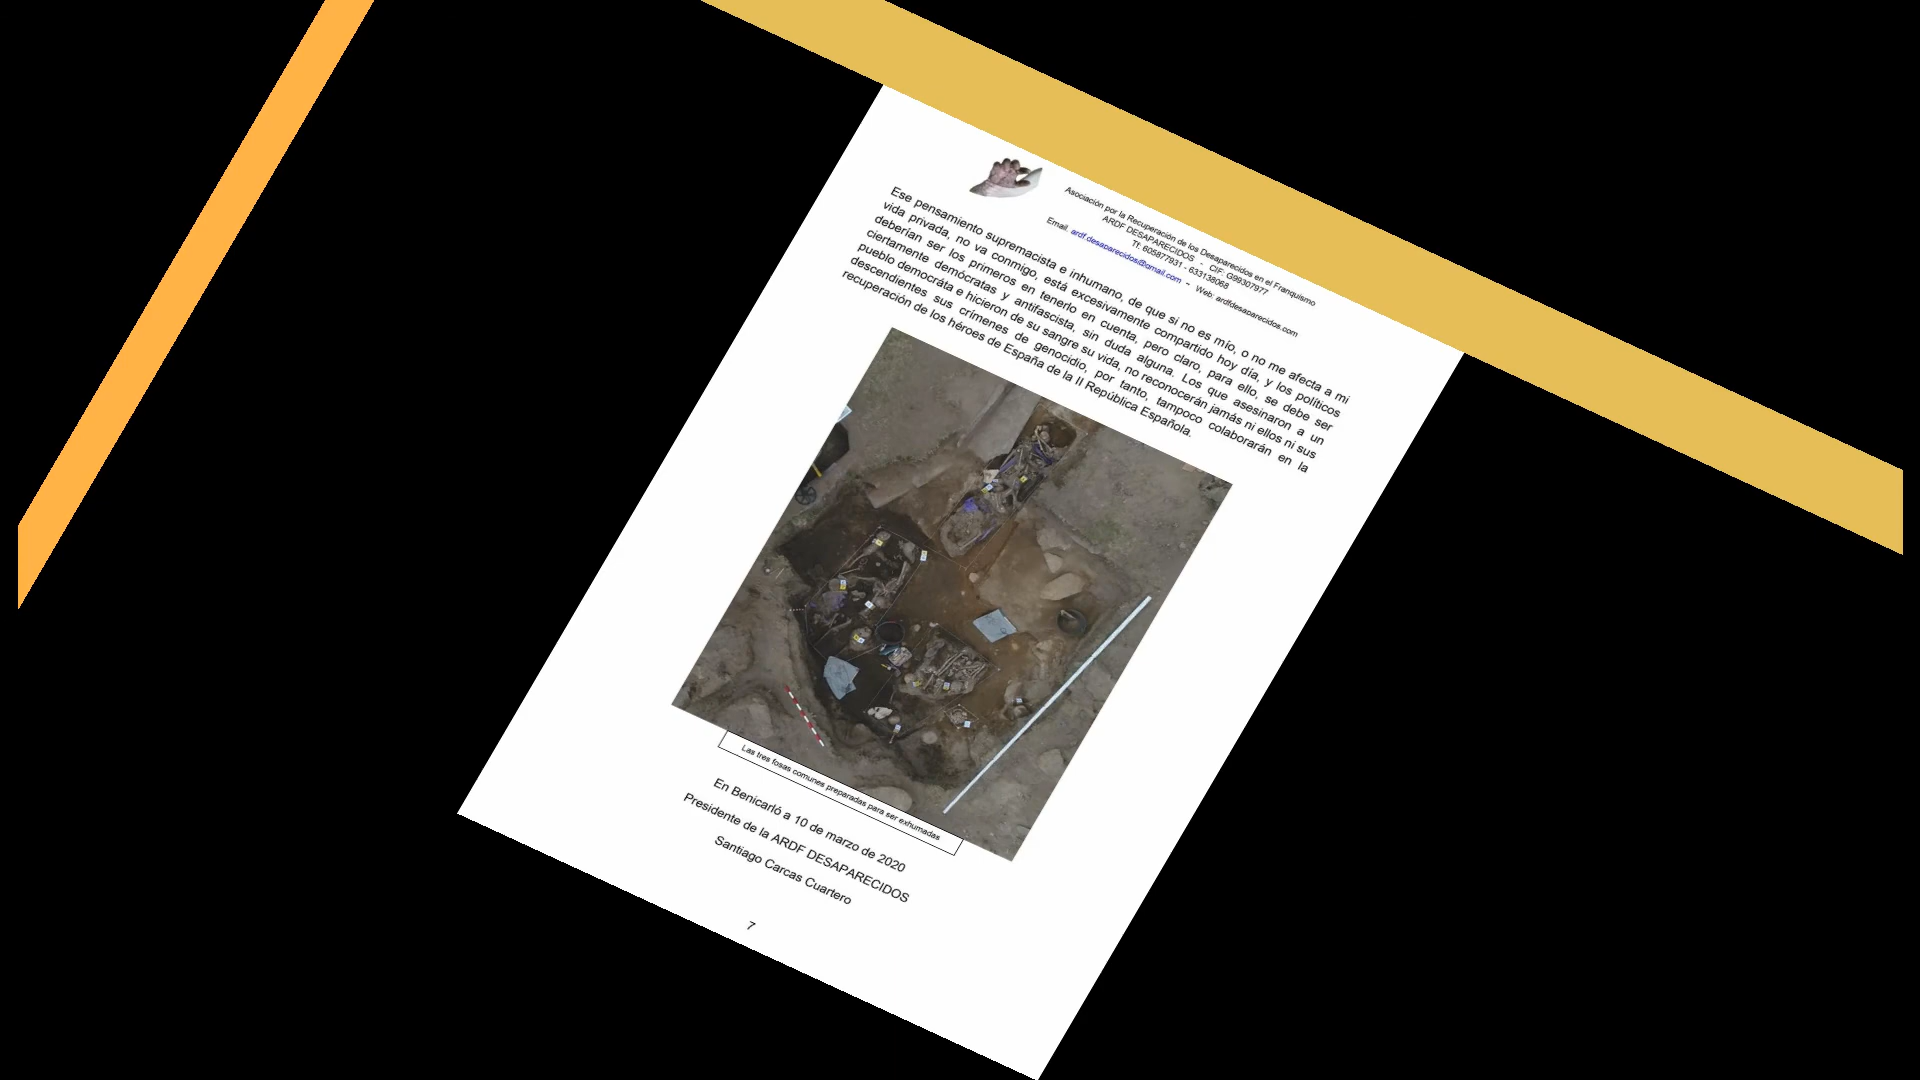 Asociación por la Recuperación de los Desaparecidos en el Franquismo
ARDF DESAPARECIDOS - CIF: G99307977
Tf: 605877931 - 633138068
Email. ardf.desaparecidos@gmail.com - Web: ardfdesaparecidos.com
Ese pensamiento supremacista e inhumano, de que si no es mío, o no me afecta a mi
vida privada, no va conmigo, está excesivamente compartido hoy día, y los políticos
deberían ser los primeros en tenerlo en cuenta, pero claro, para ello, se debe ser
ciertamente demócratas y antifascista, sin duda alguna. Los que asesinaron a un
pueblo democráta e hicieron de su sangre su vida, no reconocerán jamás ni ellos ni sus
descendientes sus crímenes de genocidio, por tanto, tampoco colaborarán en la
recuperación de los héroes de España de la II República Española.
Las tres fosas comunes preparadas para ser exhumadas
En Benicarló a 10 de marzo de 2020
Presidente de la ARDF DESAPARECIDOS
Santiago Carcas Cuartero
7